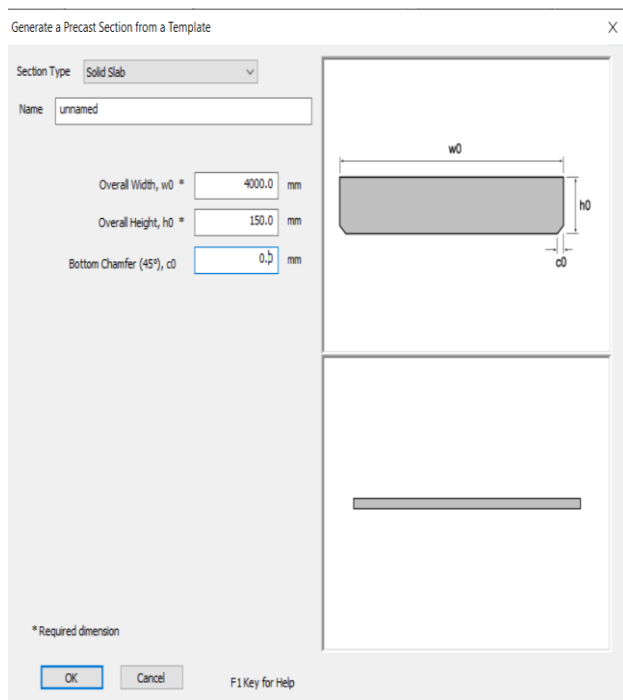 Generate a Precast Section from a Template
X
Section Type Solid Slab
Name unnamed
Overall Width, w0 * 4000.0 mm
Overall Height, h0 * 150.0 mm
Bottom Chamfer (45°), c0 0.0 mm
w0
h0
c0
* Required dimension
OK Cancel F1 Key for Help